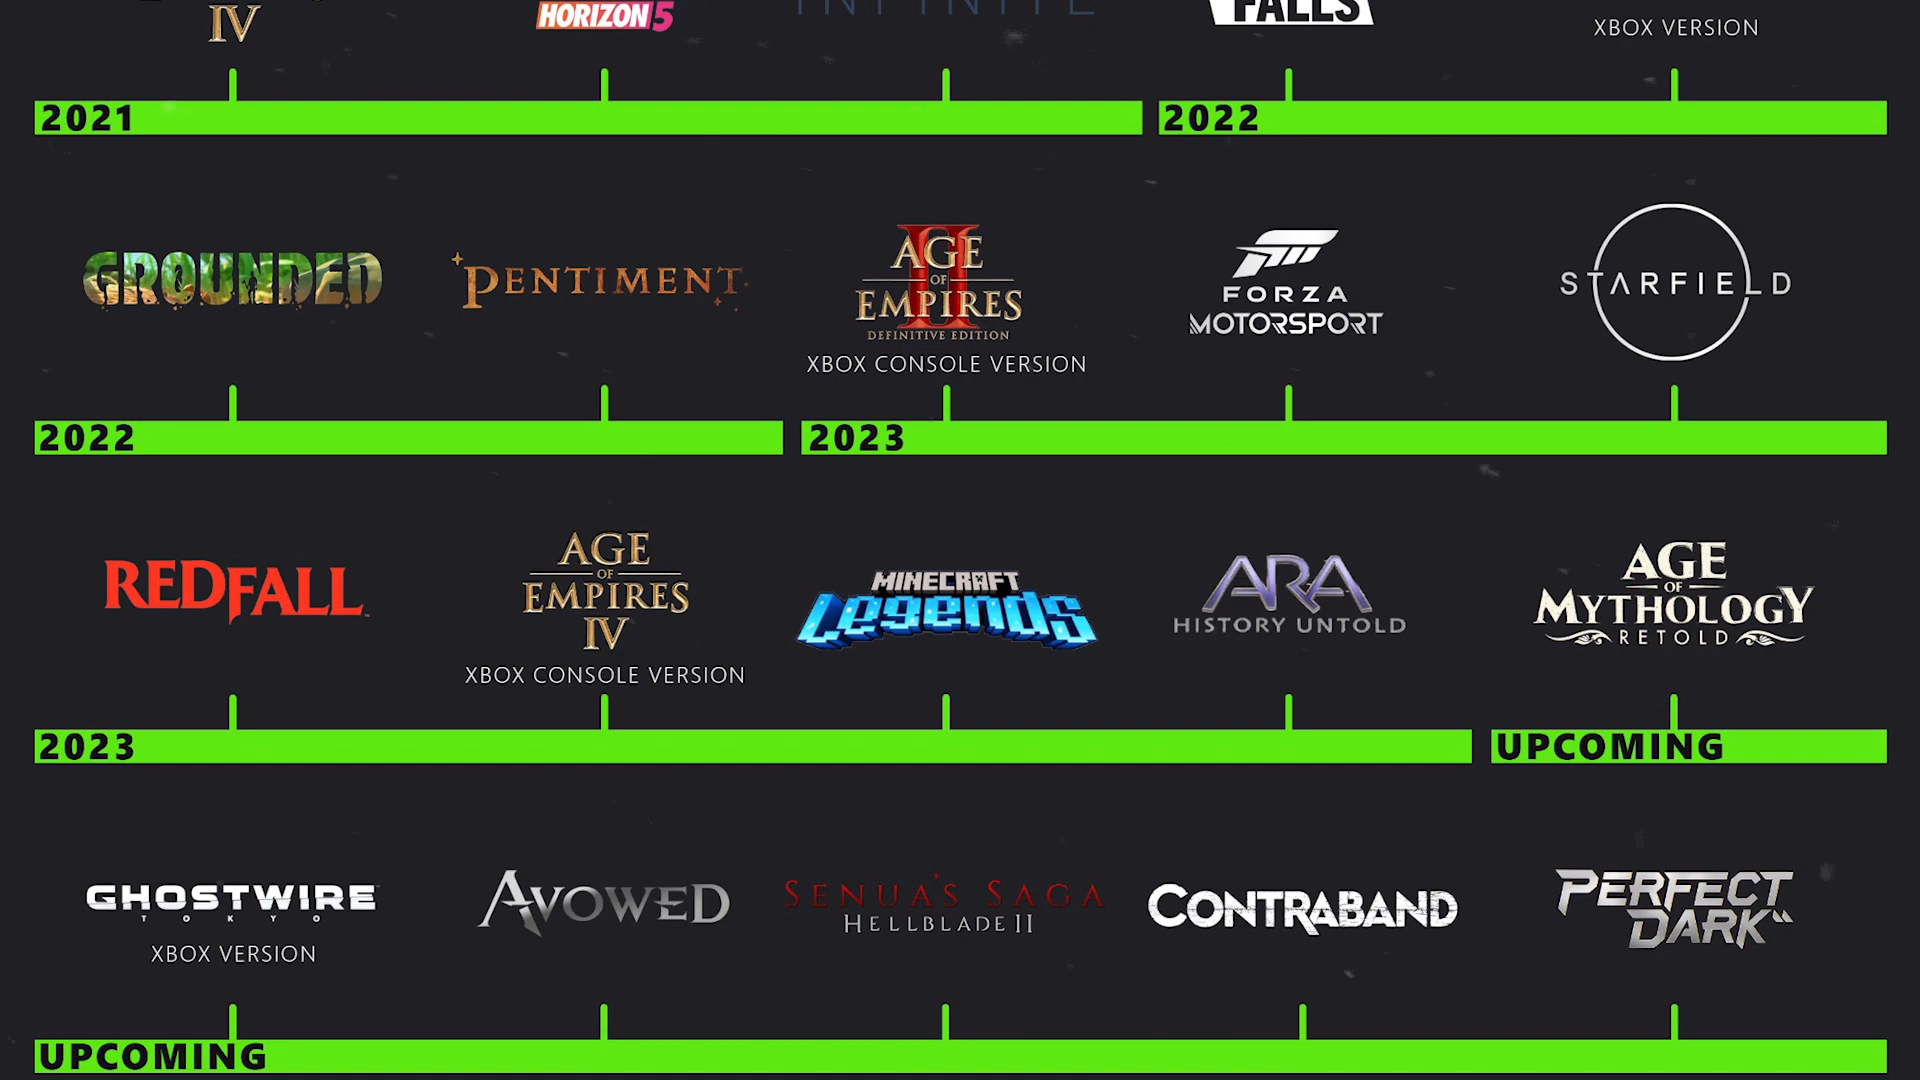 IV
HORIZON 5
INFINITE
FALLS
XBOX VERSION
2021
2022
GROUNDED
PENTIMENT
AGE
OF
EMPIRES
II
DEFINITIVE EDITION
XBOX CONSOLE VERSION
FORZA
MOTORSPORT
STARFIELD
2022
2023
REDFALL
AGE
OF
EMPIRES
IV
XBOX CONSOLE VERSION
MINECRAFT
Legends
ARA
HISTORY UNTOLD
AGE
OF
MYTHOLOGY
RETOLD
2023
UPCOMING
GHOSTWIRE
TOKYO
XBOX VERSION
AVOWED
SENUA'S SAGA
HELLBLADE II
CONTRABAND
PERFECT
DARK
UPCOMING